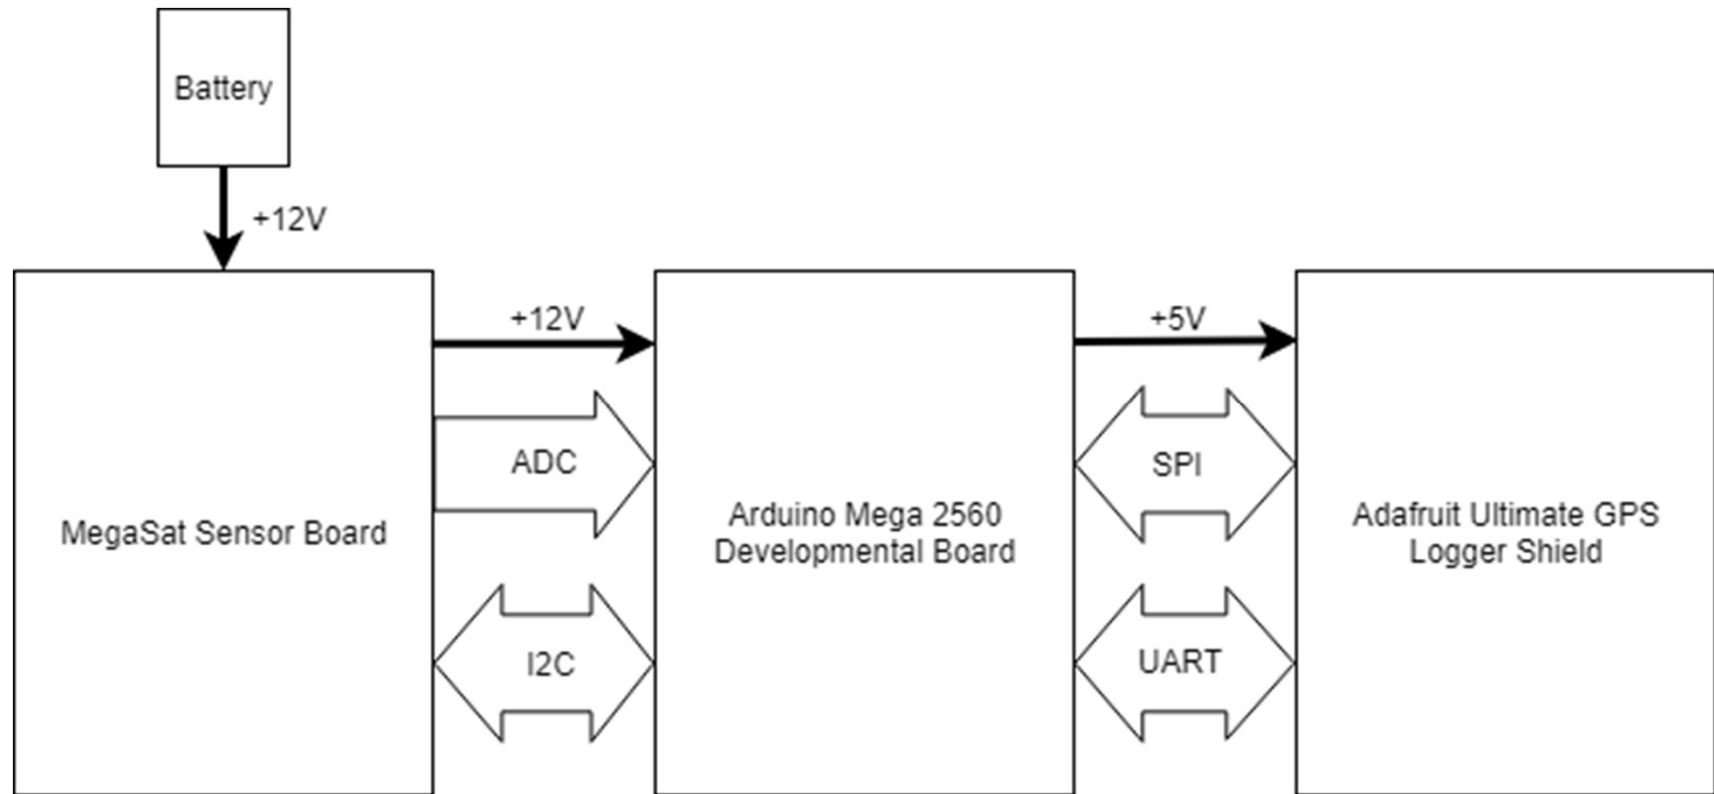 Battery
+12V
+12V
+5V
ADC
SPI
MegaSat Sensor Board
Arduino Mega 2560
Developmental Board
Adafruit Ultimate GPS
Logger Shield
I2C
UART